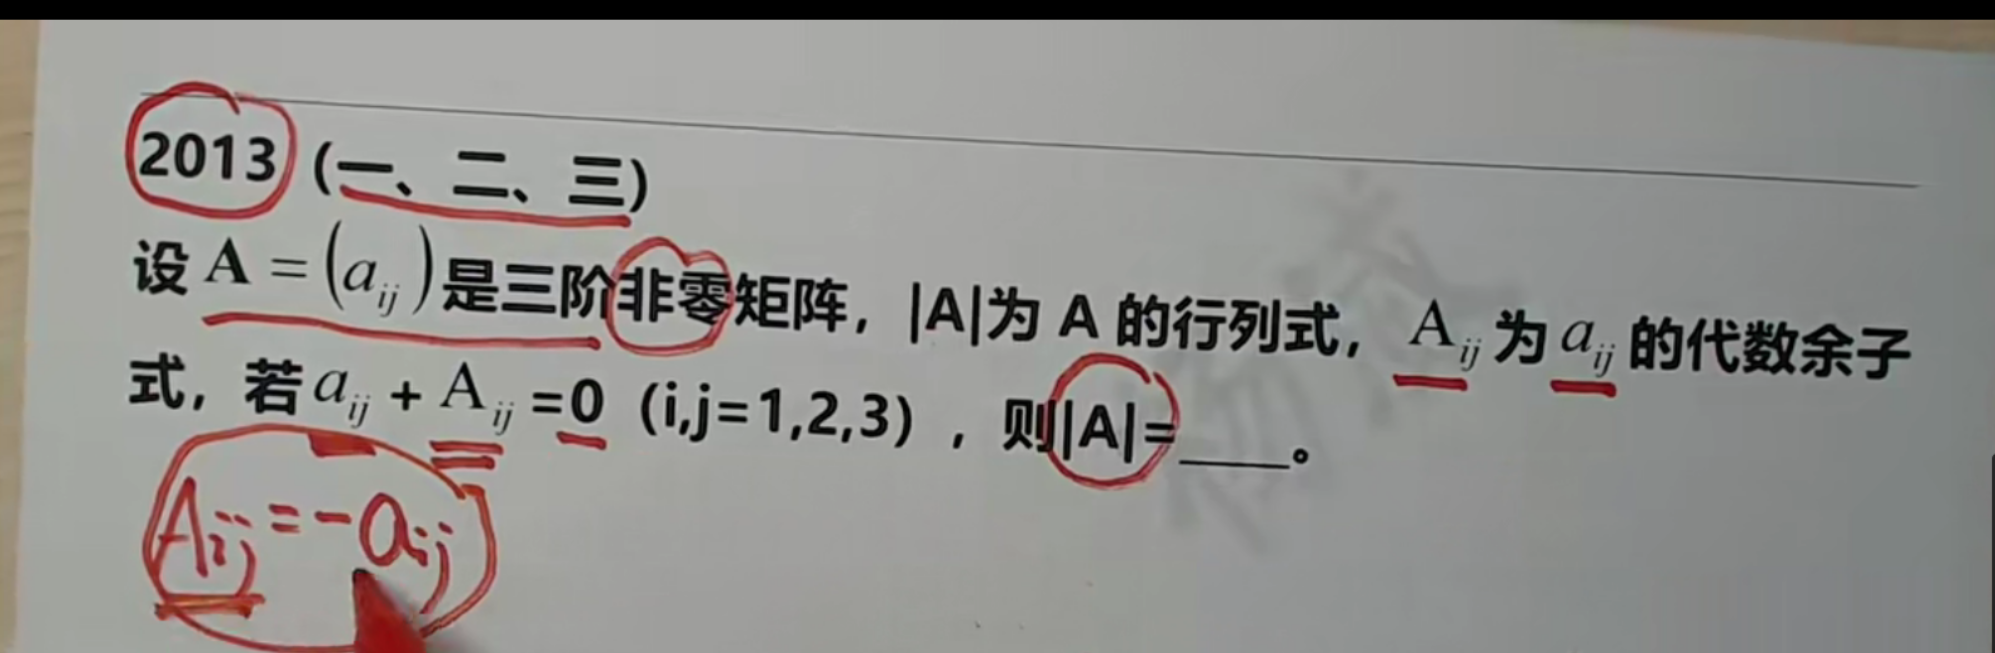 2013 (一、二、三)
设 A = (a_{ij}) 是三阶非零矩阵，|A|为 A 的行列式，A_{ij} 为 a_{ij} 的代数余子
式，若 a_{ij} + A_{ij} =0（i,j=1,2,3），则|A|=____。
A_{ij} = -a_{ij}